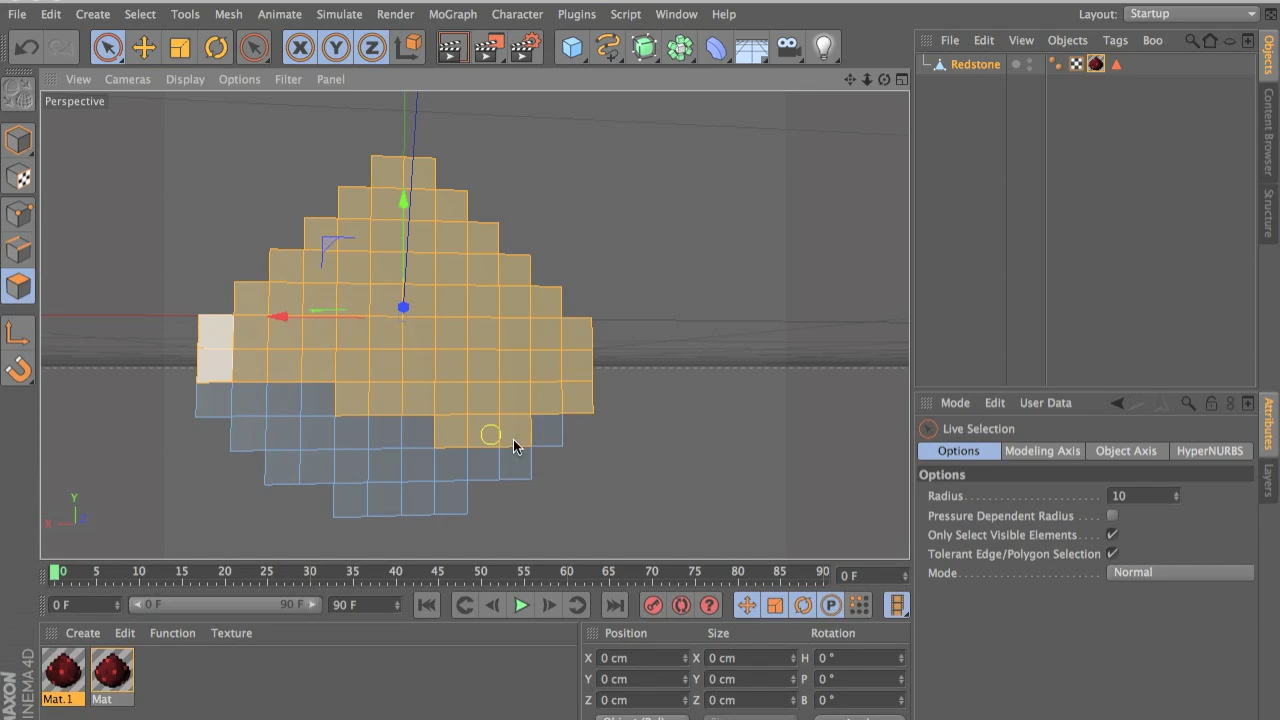 File Edit Create Select Tools Mesh Animate Simulate Render MoGraph Character Plugins Script Window Help
Layout: Startup
File Edit View Objects Tags Boo
View Cameras Display Options Filter Panel
Redstone
Perspective
Objects
Content Browser
Structure
Mode Edit User Data
Live Selection
Options Modeling Axis Object Axis HyperNURBS
Options
Radius 10
Pressure Dependent Radius
Only Select Visible Elements
Tolerant Edge/Polygon Selection
Mode Normal
Attributes
Layers
Y
X
0 5 10 15 20 25 30 35 40 45 50 55 60 65 70 75 80 85 90 0 F
0 F 0 F 90 F 90 F
P
Create Edit Function Texture
Mat.1 Mat
MAXON
CINEMA 4D
Position Size Rotation
X 0 cm X 0 cm H 0 °
Y 0 cm Y 0 cm P 0 °
Z 0 cm Z 0 cm B 0 °